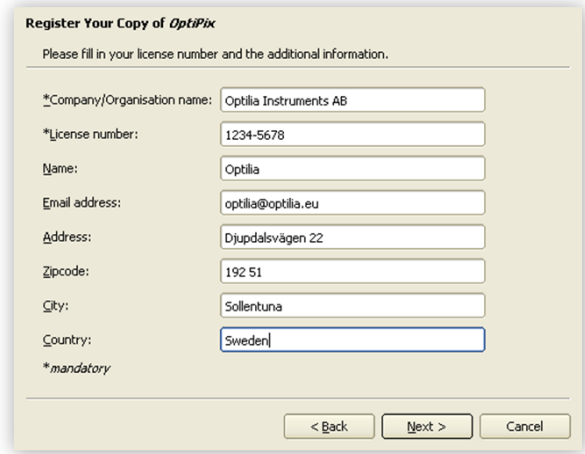 Register Your Copy of OptiPix
Please fill in your license number and the additional information.
*Company/Organisation name: Optilia Instruments AB
*License number: 1234-5678
Name: Optilia
Email address: optilia@optilia.eu
Address: Djupdalsvägen 22
Zipcode: 192 51
City: Sollentuna
Country: Sweden
*mandatory
< Back Next > Cancel